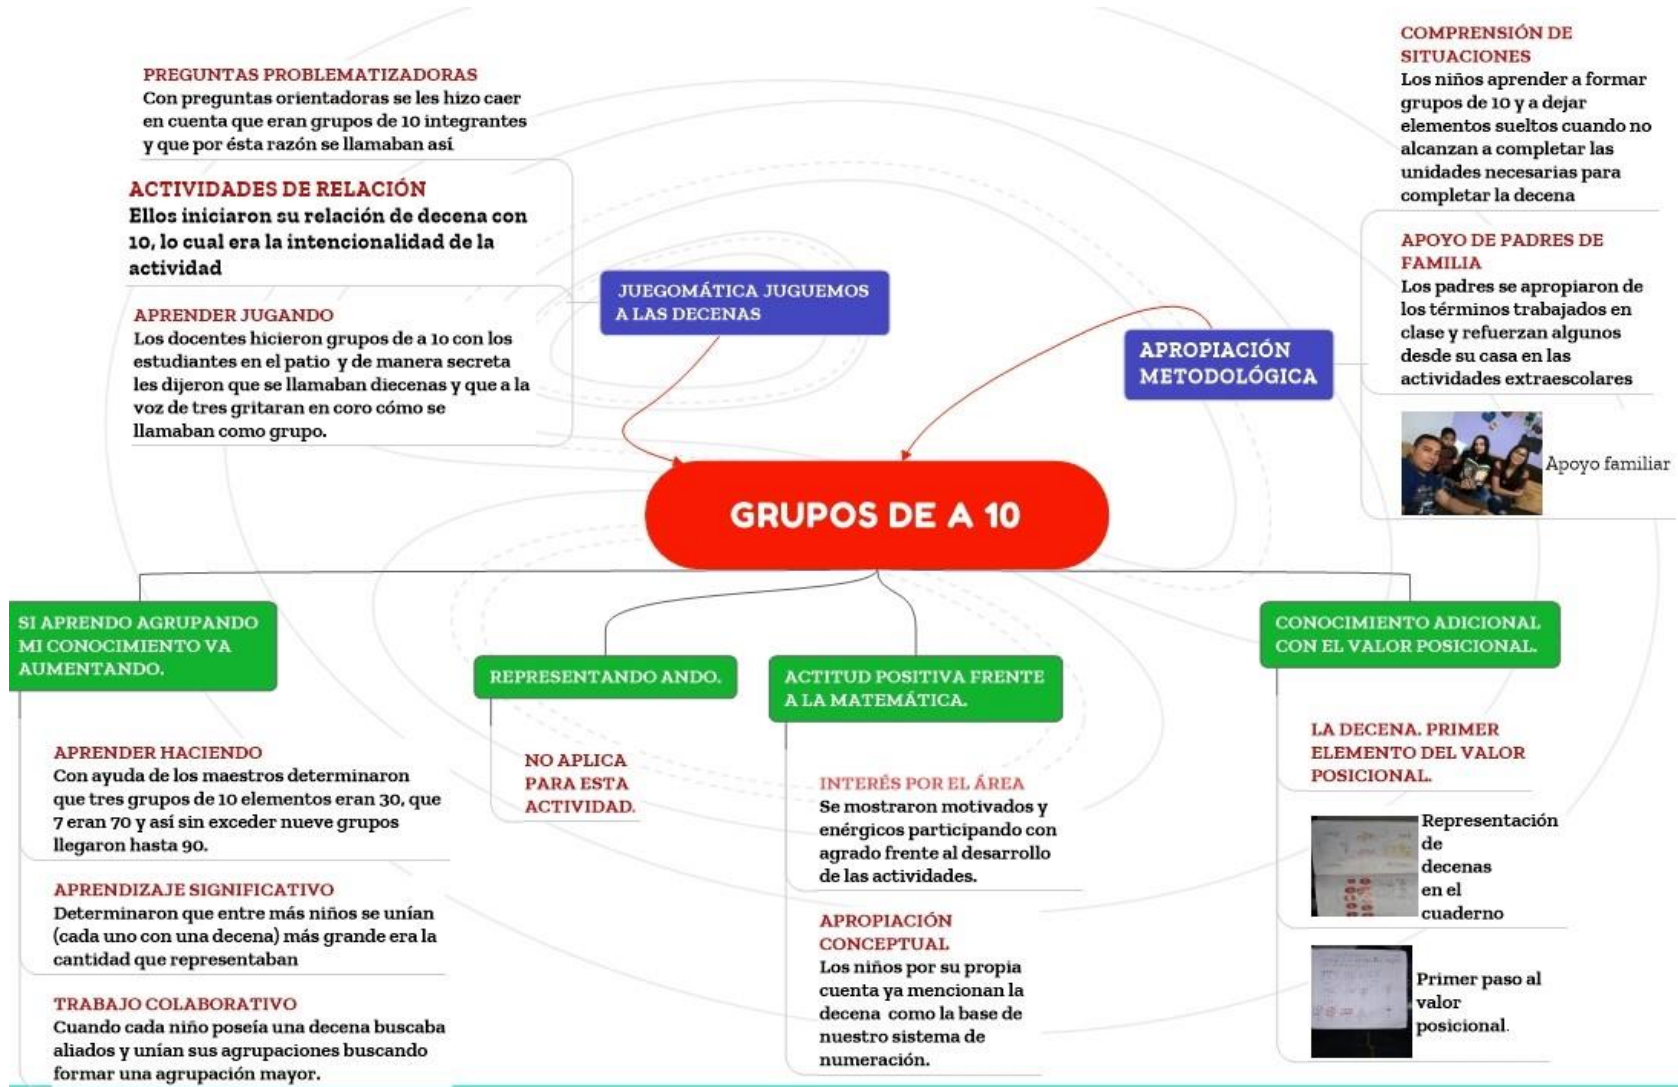 PREGUNTAS PROBLEMATIZADORAS
Con preguntas orientadoras se les hizo caer
en cuenta que eran grupos de 10 integrantes
y que por ésta razón se llamaban así
ACTIVIDADES DE RELACIÓN
Ellos iniciaron su relación de decena con
10, lo cual era la intencionalidad de la
actividad
APRENDER JUGANDO
Los docentes hicieron grupos de a 10 con los
estudiantes en el patio y de manera secreta
les dijeron que se llamaban diecenas y que a la
voz de tres gritaran en coro cómo se
llamaban como grupo.
JUEGOMÁTICA JUGUEMOS
A LAS DECENAS
APROPIACIÓN
METODOLÓGICA
COMPRENSIÓN DE
SITUACIONES
Los niños aprender a formar
grupos de 10 y a dejar
elementos sueltos cuando no
alcanzan a completar las
unidades necesarias para
completar la decena
APOYO DE PADRES DE
FAMILIA
Los padres se apropiaron de
los términos trabajados en
clase y refuerzan algunos
desde su casa en las
actividades extraescolares
Apoyo familiar
GRUPOS DE A 10
SI APRENDO AGRUPANDO
MI CONOCIMIENTO VA
AUMENTANDO.
APRENDER HACIENDO
Con ayuda de los maestros determinaron
que tres grupos de 10 elementos eran 30, que
7 eran 70 y así sin exceder nueve grupos
llegaron hasta 90.
APRENDIZAJE SIGNIFICATIVO
Determinaron que entre más niños se unían
(cada uno con una decena) más grande era la
cantidad que representaban
TRABAJO COLABORATIVO
Cuando cada niño poseía una decena buscaba
aliados y unían sus agrupaciones buscando
formar una agrupación mayor.
REPRESENTANDO ANDO.
NO APLICA
PARA ESTA
ACTIVIDAD.
ACTITUD POSITIVA FRENTE
A LA MATEMÁTICA.
INTERÉS POR EL ÁREA
Se mostraron motivados y
enérgicos participando con
agrado frente al desarrollo
de las actividades.
APROPIACIÓN
CONCEPTUAL
Los niños por su propia
cuenta ya mencionan la
decena como la base de
nuestro sistema de
numeración.
CONOCIMIENTO ADICIONAL
CON EL VALOR POSICIONAL.
LA DECENA. PRIMER
ELEMENTO DEL VALOR
POSICIONAL.
Representación
de
decenas
en el
cuaderno
Primer paso al
valor
posicional.